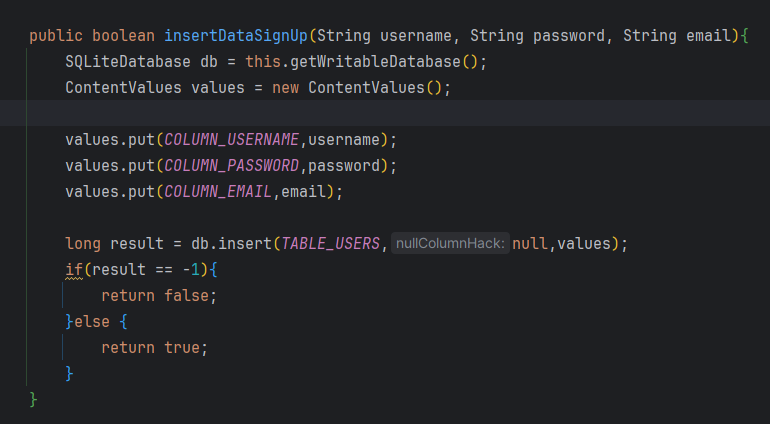 public boolean insertDataSignUp(String username, String password, String email){
SQLiteDatabase db = this.getWritableDatabase();
ContentValues values = new ContentValues();
values.put(COLUMN_USERNAME,username);
values.put(COLUMN_PASSWORD,password);
values.put(COLUMN_EMAIL,email);
long result = db.insert(TABLE_USERS, nullColumnHack: null,values);
if(result == -1){
return false;
}else {
return true;
}
}